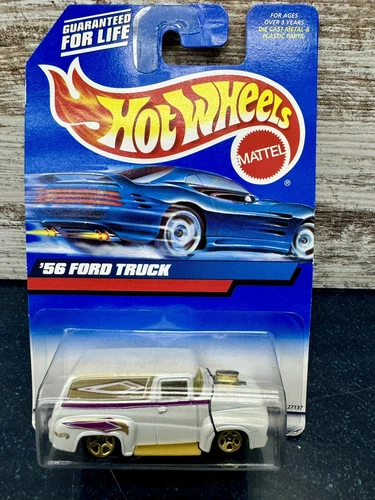 GUARANTEED
FOR LIFE
FOR AGES
OVER 3 YEARS
DIE CAST METAL &
PLASTIC PARTS
HOT WHEELS
MATTEL
®
'56 FORD TRUCK
27137